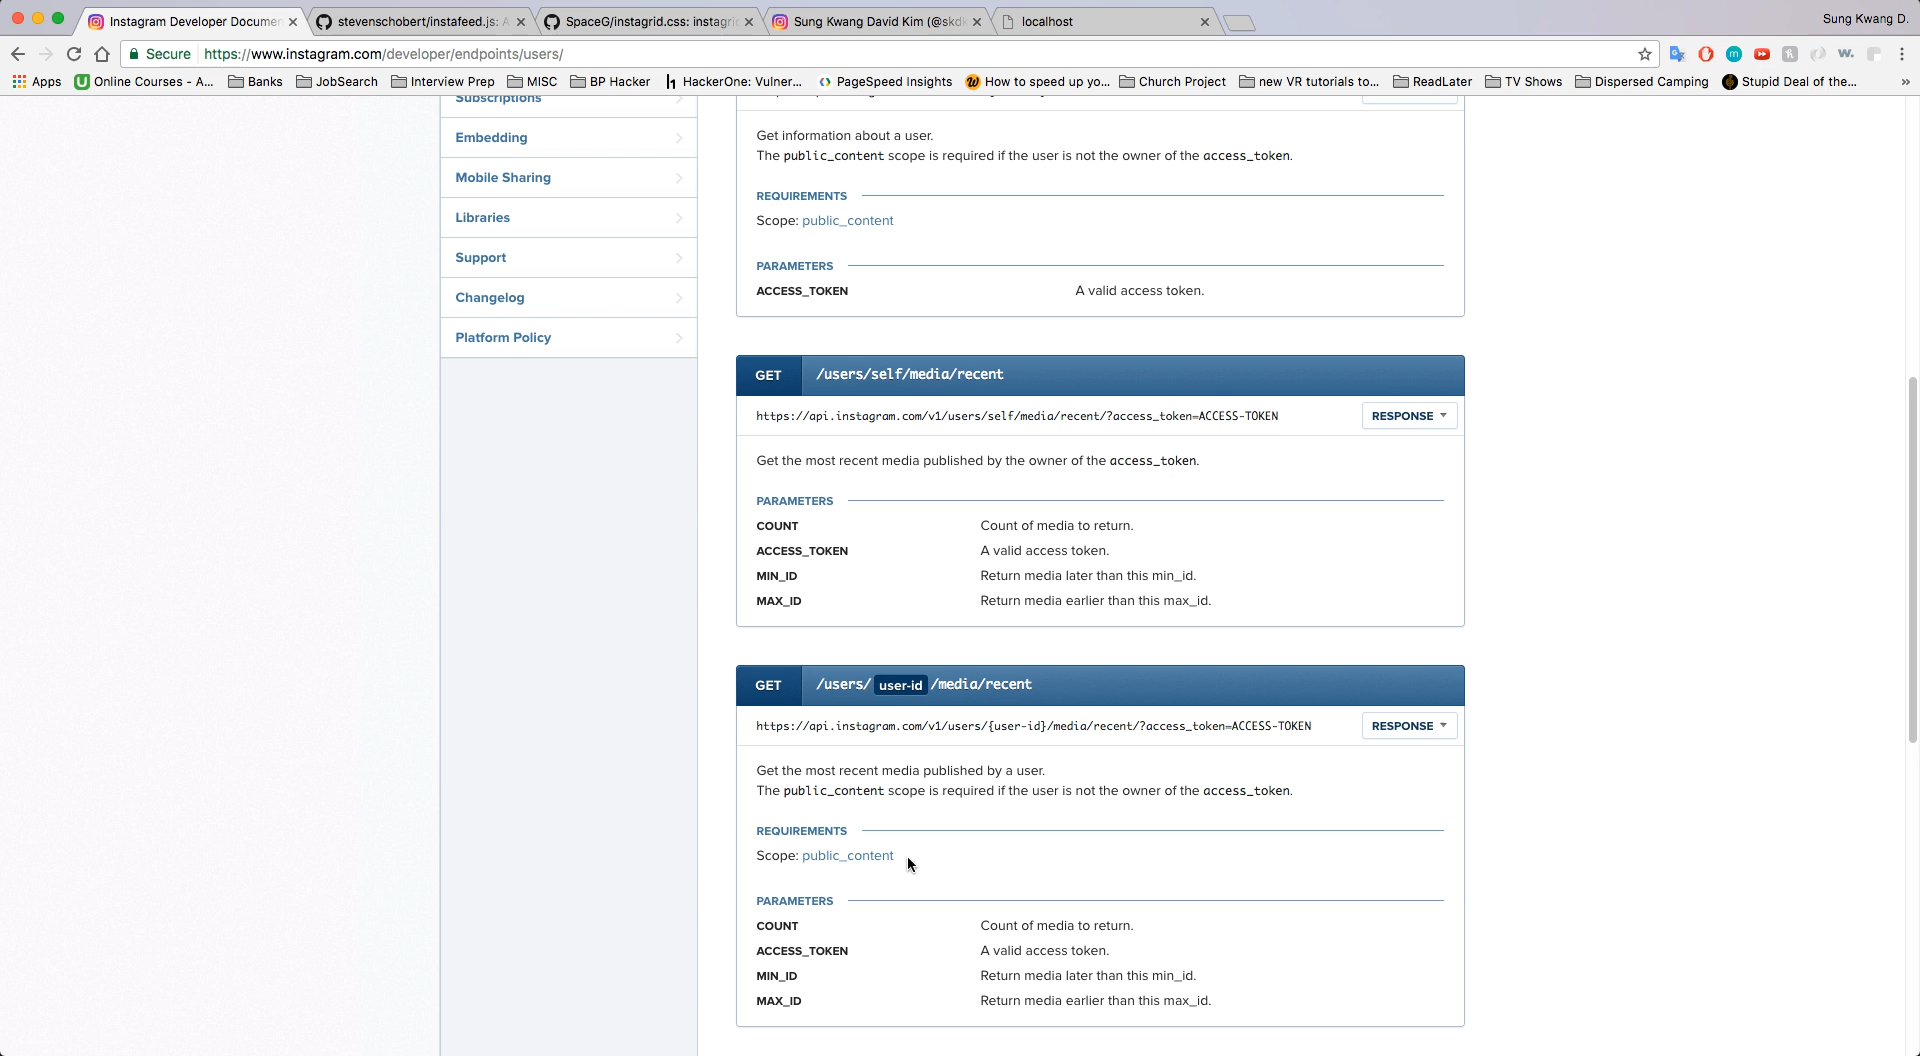 Instagram Developer Documen
stevenschobert/instafeed.js: A
SpaceG/instagrid.css: instagri
Sung Kwang David Kim (@skdk
localhost
Sung Kwang D.
Secure https://www.instagram.com/developer/endpoints/users/
Apps Online Courses - A... Banks JobSearch Interview Prep MISC BP Hacker HackerOne: Vulner... PageSpeed Insights How to speed up yo... Church Project new VR tutorials to... ReadLater TV Shows Dispersed Camping Stupid Deal of the... »
Subscriptions
Embedding
Mobile Sharing
Libraries
Support
Changelog
Platform Policy
Get information about a user.
The public_content scope is required if the user is not the owner of the access_token.
REQUIREMENTS
Scope: public_content
PARAMETERS
ACCESS_TOKEN A valid access token.
GET /users/self/media/recent
https://api.instagram.com/v1/users/self/media/recent/?access_token=ACCESS-TOKEN RESPONSE
Get the most recent media published by the owner of the access_token.
PARAMETERS
COUNT Count of media to return.
ACCESS_TOKEN A valid access token.
MIN_ID Return media later than this min_id.
MAX_ID Return media earlier than this max_id.
GET /users/ user-id /media/recent
https://api.instagram.com/v1/users/{user-id}/media/recent/?access_token=ACCESS-TOKEN RESPONSE
Get the most recent media published by a user.
The public_content scope is required if the user is not the owner of the access_token.
REQUIREMENTS
Scope: public_content
PARAMETERS
COUNT Count of media to return.
ACCESS_TOKEN A valid access token.
MIN_ID Return media later than this min_id.
MAX_ID Return media earlier than this max_id.